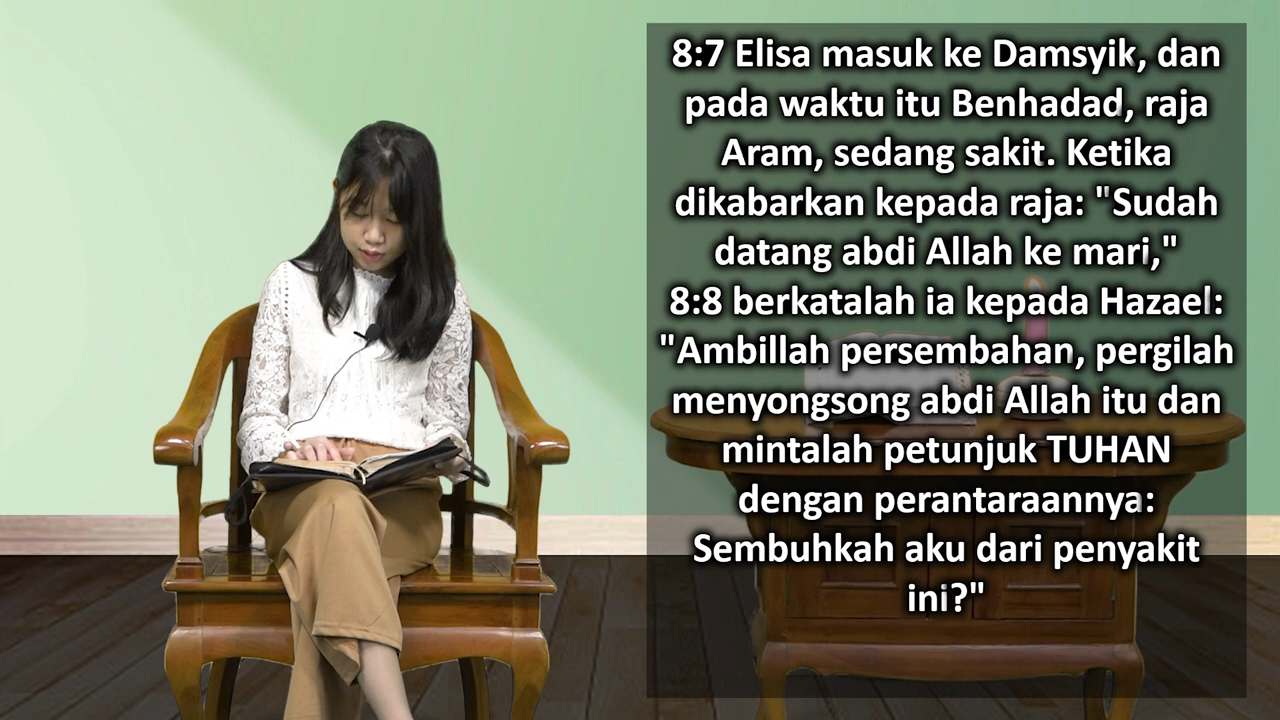 8:7 Elisa masuk ke Damsyik, dan
pada waktu itu Benhadad, raja
Aram, sedang sakit. Ketika
dikabarkan kepada raja: "Sudah
datang abdi Allah ke mari,"
8:8 berkatalah ia kepada Hazael:
"Ambillah persembahan, pergilah
menyongsong abdi Allah itu dan
mintalah petunjuk TUHAN
dengan perantaraannya:
Sembuhkah aku dari penyakit
ini?"